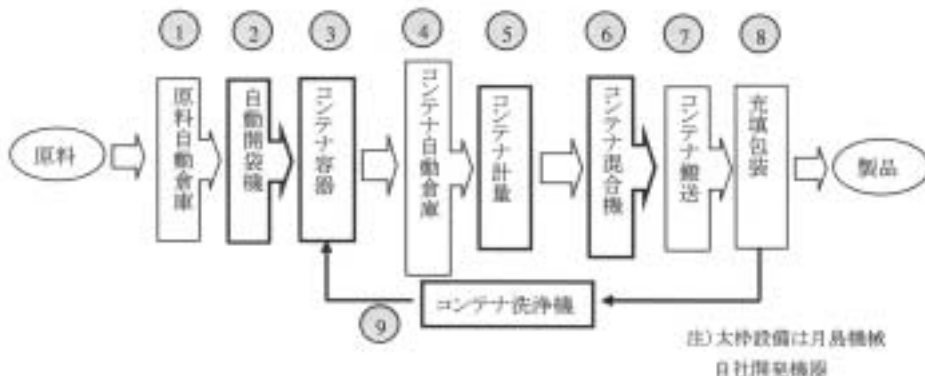 ① ② ③ ④ ⑤ ⑥ ⑦ ⑧
原料
原料自動倉庫
自動開袋機
コンテナ容器
コンテナ自動倉庫
コンテナ計量
コンテナ混合機
コンテナ搬送
充填包装
製品
コンテナ洗浄機
⑨
注)太枠設備は月島機械
自社開発機器